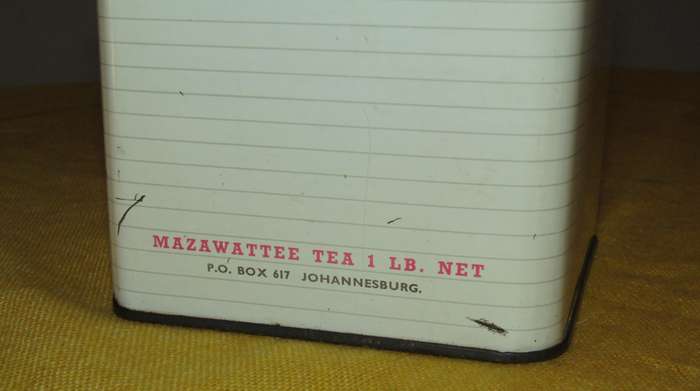 MAZAWATTEE TEA 1 LB. NET
P.O. BOX 617 JOHANNESBURG.